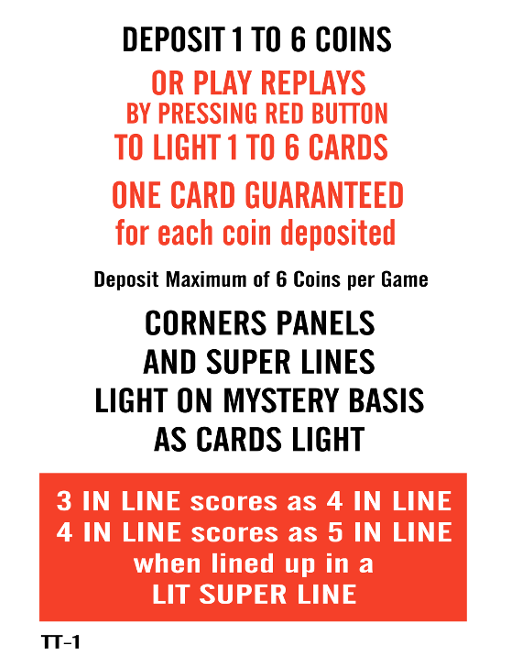 DEPOSIT 1 TO 6 COINS
OR PLAY REPLAYS
BY PRESSING RED BUTTON
TO LIGHT 1 TO 6 CARDS
ONE CARD GUARANTEED
for each coin deposited
Deposit Maximum of 6 Coins per Game
CORNERS PANELS
AND SUPER LINES
LIGHT ON MYSTERY BASIS
AS CARDS LIGHT
3 IN LINE scores as 4 IN LINE
4 IN LINE scores as 5 IN LINE
when lined up in a
LIT SUPER LINE
TT-1